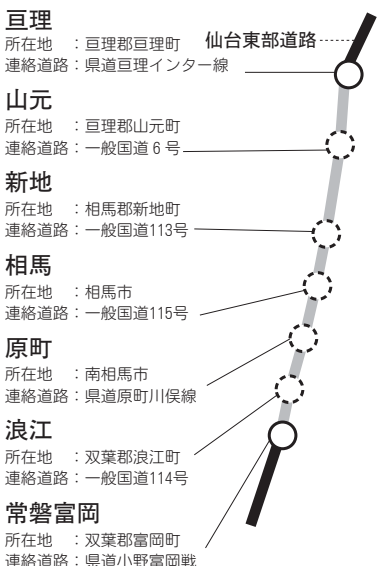 亘理
仙台東部道路
所在地　：亘理郡亘理町
連絡道路：県道亘理インター線
山元
所在地　：亘理郡山元町
連絡道路：一般国道６号
新地
所在地　：相馬郡新地町
連絡道路：一般国道113号
相馬
所在地　：相馬市
連絡道路：一般国道115号
原町
所在地　：南相馬市
連絡道路：県道原町川俣線
浪江
所在地　：双葉郡浪江町
連絡道路：一般国道114号
常磐富岡
所在地　：双葉郡富岡町
連絡道路：県道小野富岡戦